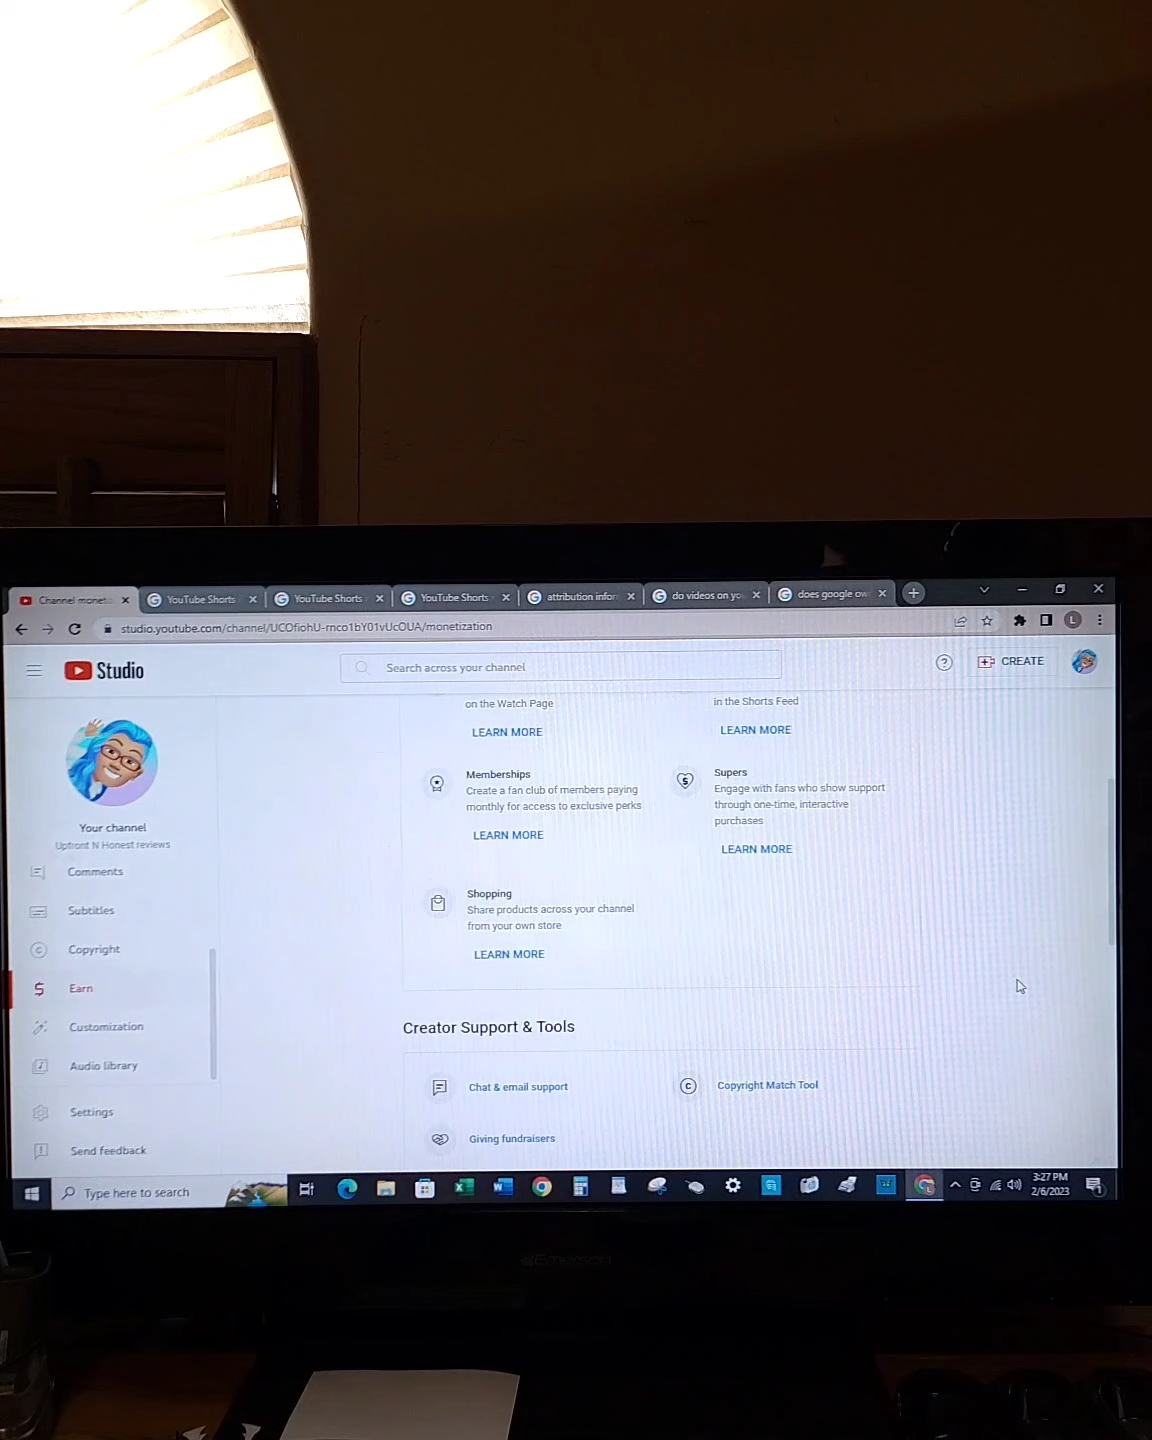 Channel moneti
YouTube Shorts
YouTube Shorts
YouTube Shorts
attribution infor
do videos on yo
does google ow
studio.youtube.com/channel/UCOfiohU-mco1bY01vUcOUA/monetization
L
Studio
Search across your channel
CREATE
on the Watch Page
in the Shorts Feed
LEARN MORE
LEARN MORE
Your channel
Upfront N Honest reviews
Comments
Subtitles
Copyright
Earn
Customization
Audio library
Settings
Send feedback
Memberships
Create a fan club of members paying
monthly for access to exclusive perks
LEARN MORE
Supers
Engage with fans who show support
through one-time, interactive
purchases
LEARN MORE
Shopping
Share products across your channel
from your own store
LEARN MORE
Creator Support & Tools
Chat & email support
Copyright Match Tool
Giving fundraisers
Type here to search
3:27 PM
2/6/2023
Emerson